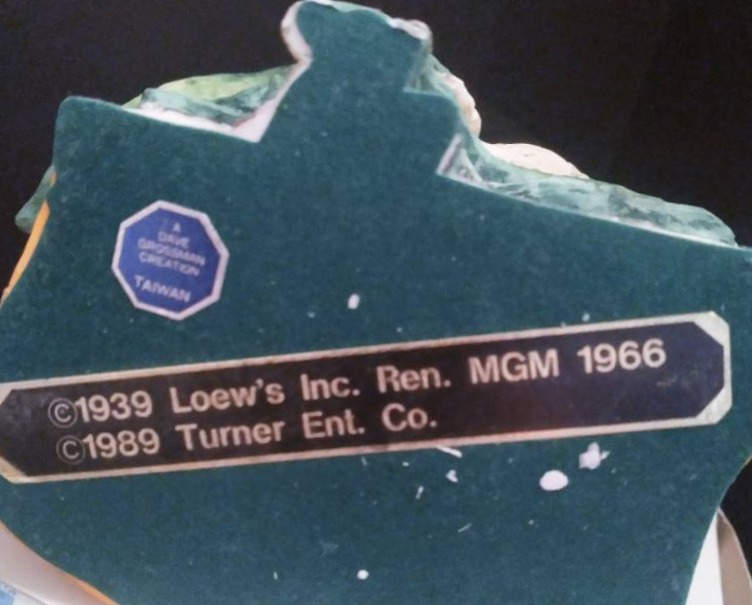 A
DAVE
GROSSMAN
CREATION
TAIWAN
©1939 Loew's Inc. Ren. MGM 1966
©1989 Turner Ent. Co.